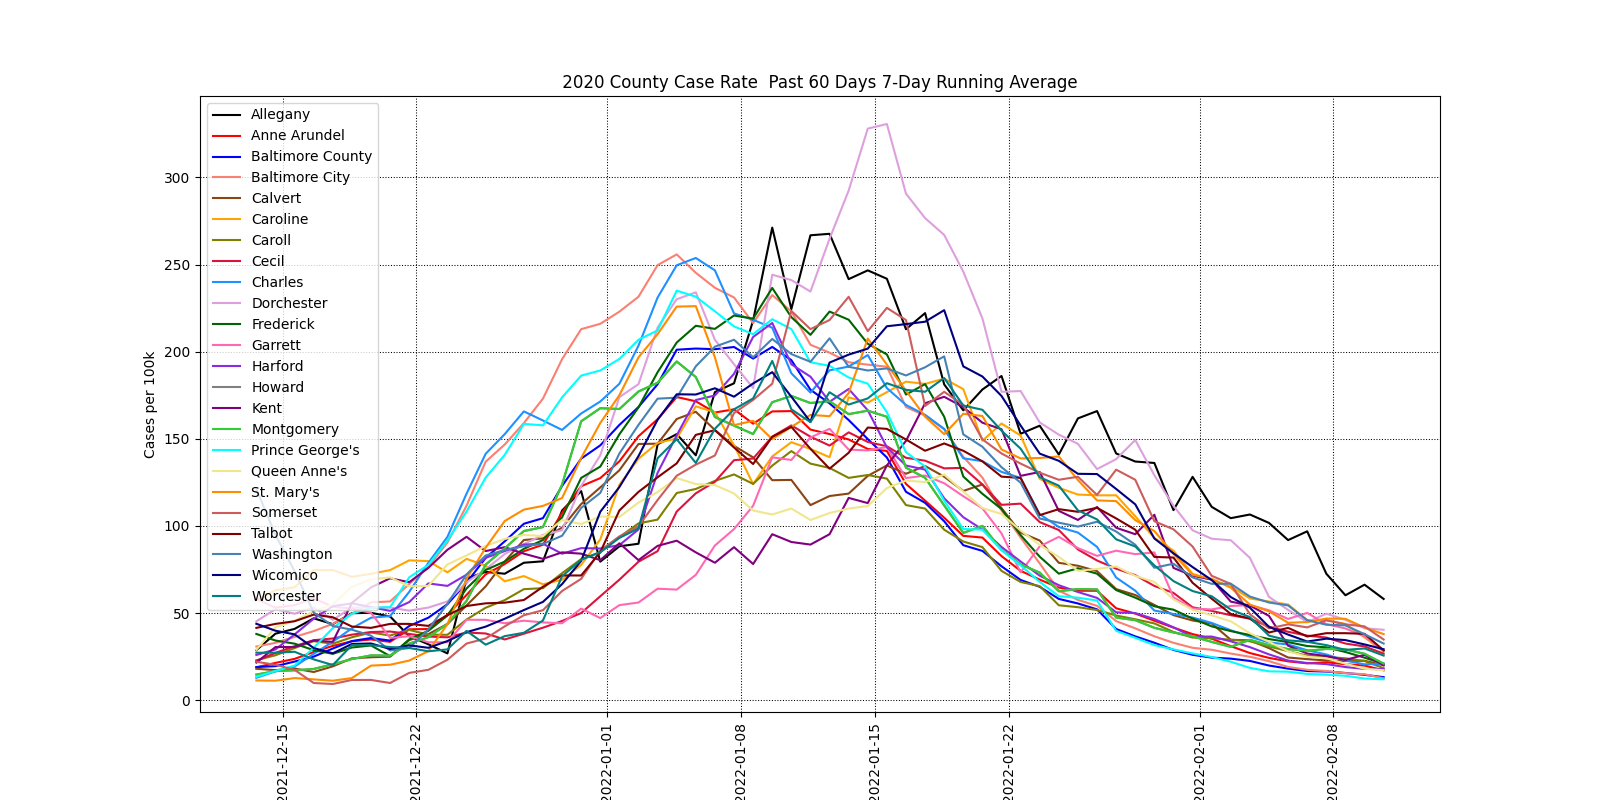 2020 County Case Rate  Past 60 Days 7-Day Running Average
Cases per 100k
300
250
200
150
100
50
0
Allegany
Anne Arundel
Baltimore County
Baltimore City
Calvert
Caroline
Caroll
Cecil
Charles
Dorchester
Frederick
Garrett
Harford
Howard
Kent
Montgomery
Prince George's
Queen Anne's
St. Mary's
Somerset
Talbot
Washington
Wicomico
Worcester
2021-12-15
2021-12-22
2022-01-01
2022-01-08
2022-01-15
2022-01-22
2022-02-01
2022-02-08